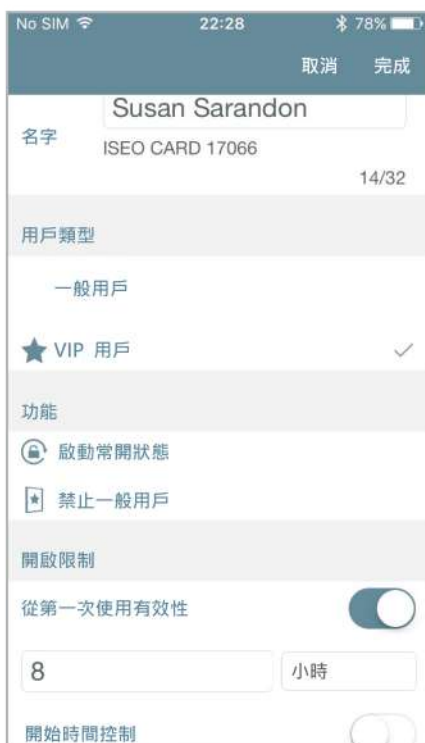 No SIM 22:28 78%
取消 完成
Susan Sarandon
名字
ISEO CARD 17066
14/32
用戶類型
一般用戶
VIP 用戶
功能
啟動常開狀態
禁止一般用戶
開啟限制
從第一次使用有效性
8 小時
開始時間控制